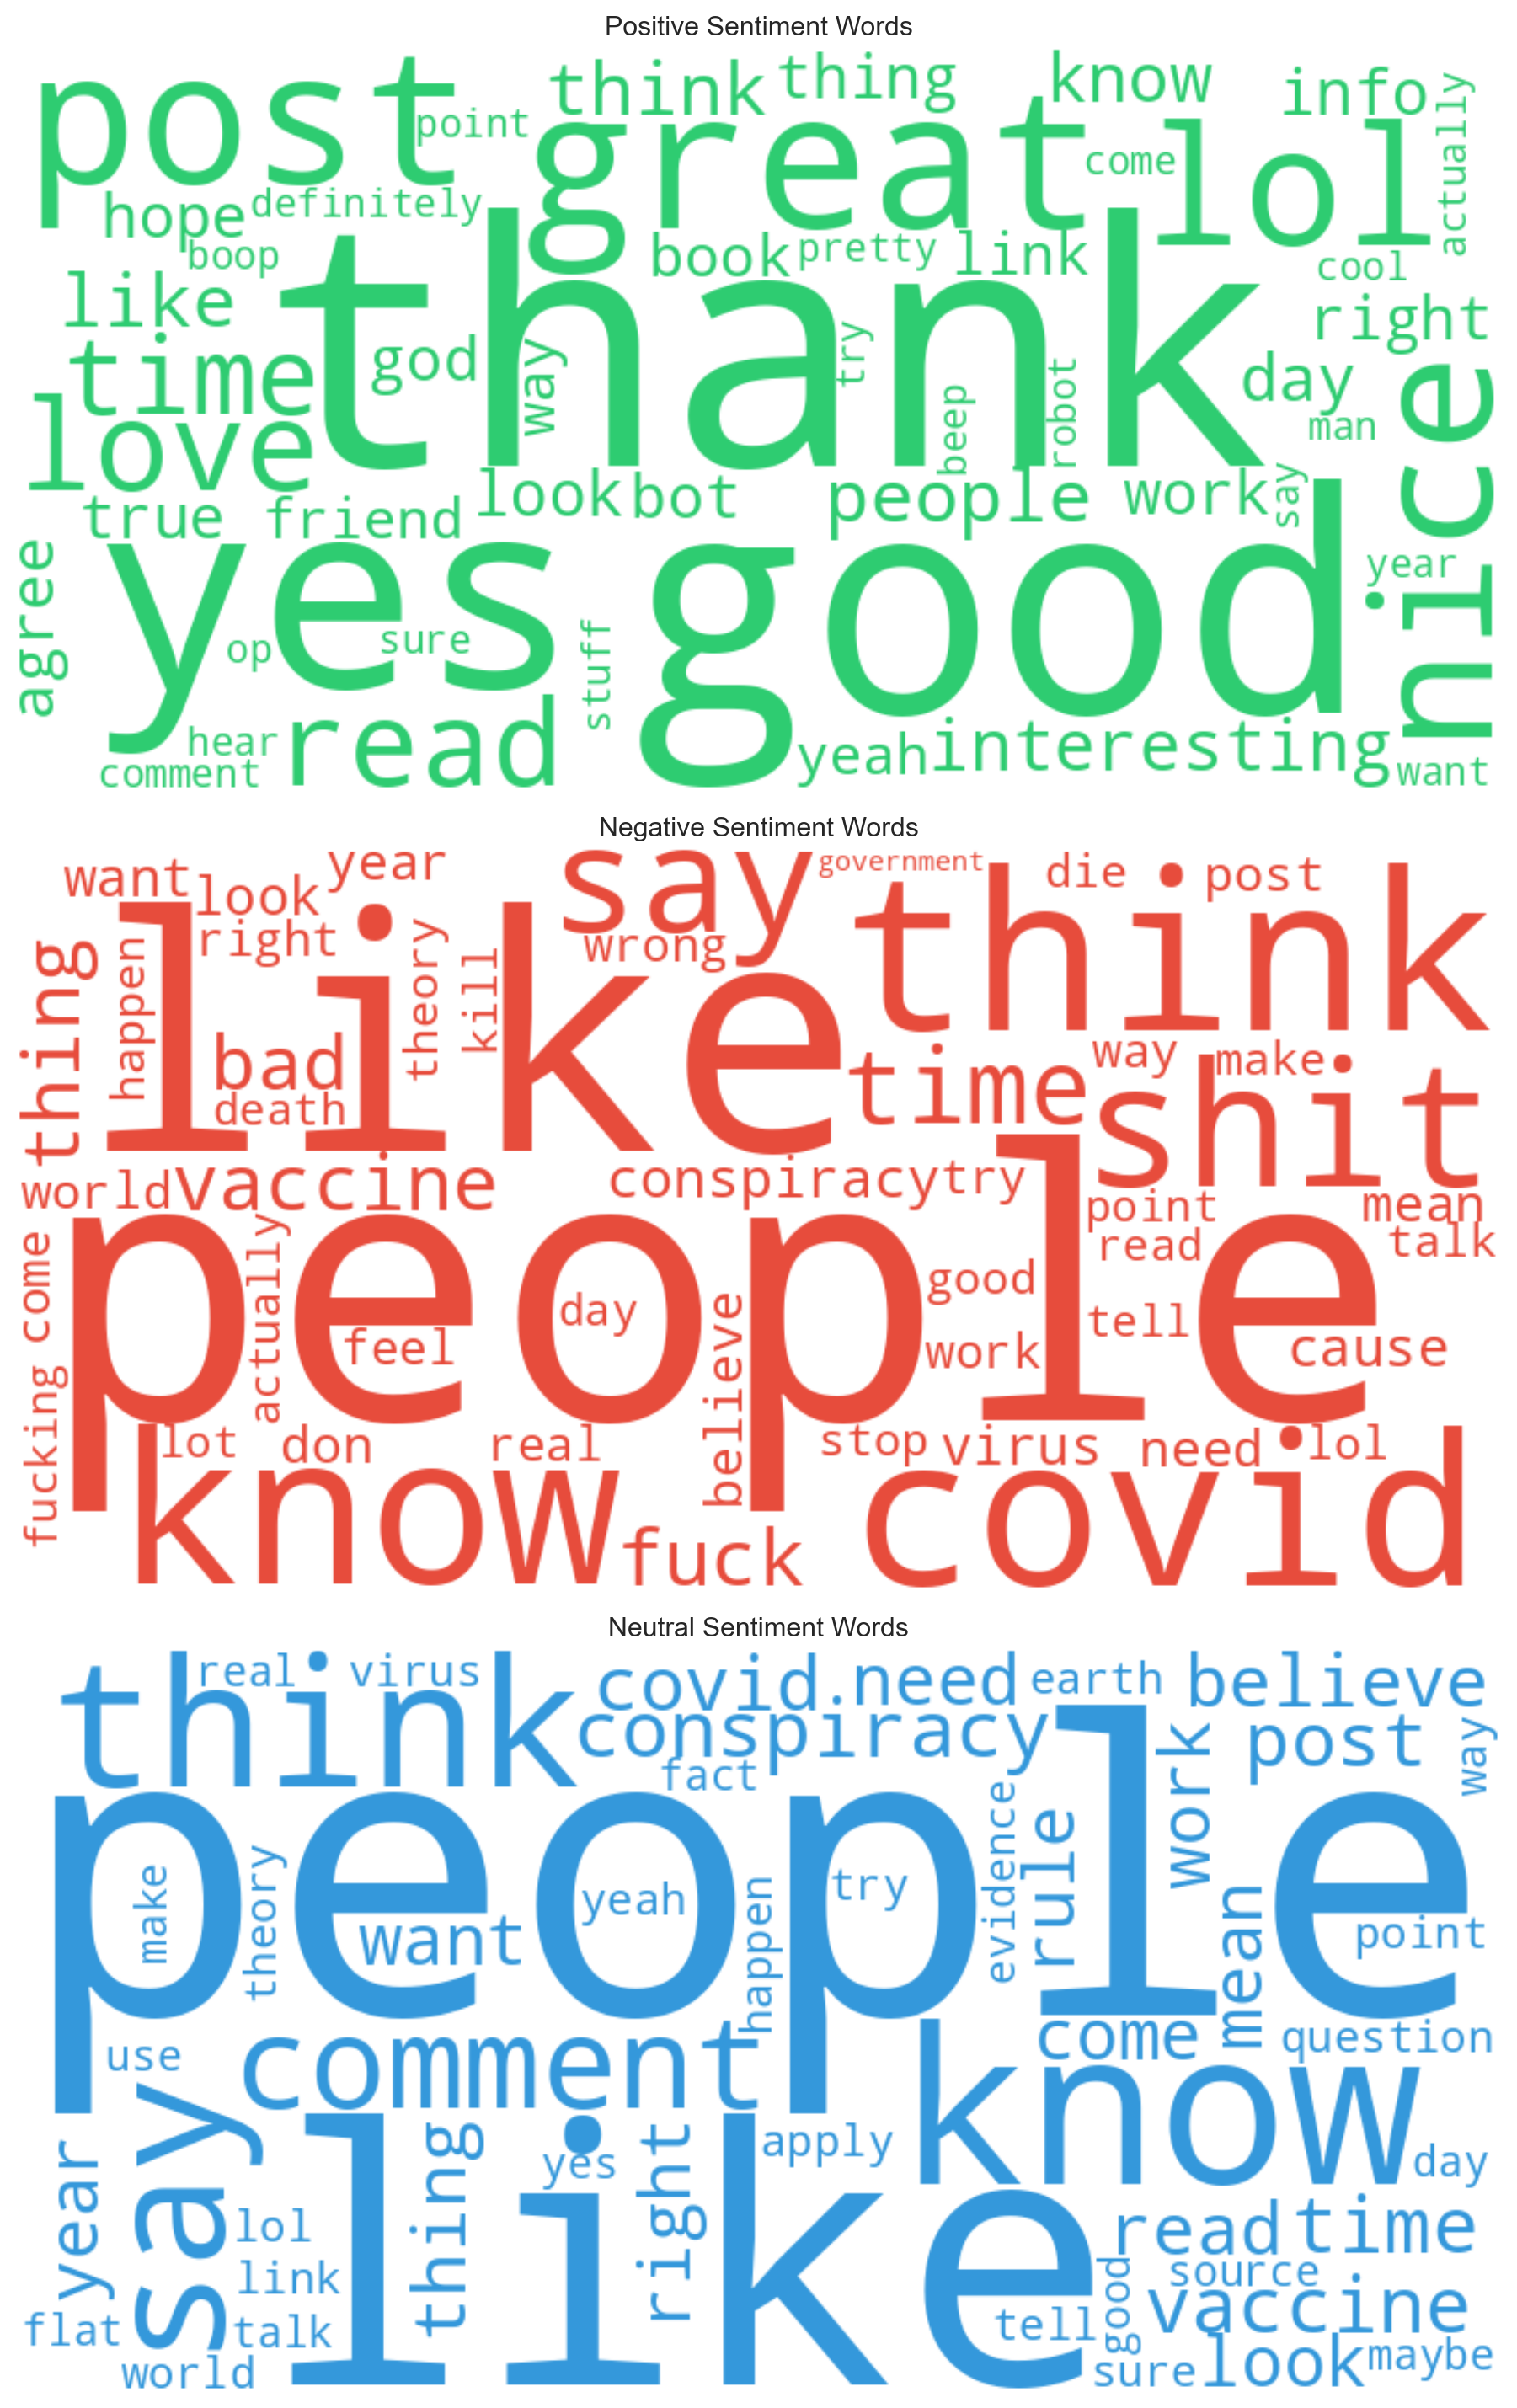 Positive Sentiment Words
post
point
think
thing
know
info
actually
great
come
lol
hope
definitely
boop
book
pretty
link
cool
like
thank
right
time
god
way
try
beep
robot
day
man
nice
love
true
friend
look
bot
people
work
say
agree
yes
op
sure
stuff
good
year
hear
comment
read
yeah
interesting
want
Negative Sentiment Words
want
look
year
say
government
die
post
think
right
wrong
thing
happen
like
theory
kill
bad
death
time
way
make
shit
world
vaccine
conspiracy
try
point
mean
read
talk
come
actually
people
feel
day
believe
good
work
tell
cause
fucking
lot
don
real
stop
virus
need
lol
know
fuck
covid
Neutral Sentiment Words
think
real
virus
covid.
need
earth
believe
conspiracy
fact
post
way
work
people
make
theory
want
yeah
happen
try
evidence
rule
mean
point
use
comment
come
question
know
say
year
like
thing
yes
right
apply
day
lol
link
flat
talk
world
read
time
source
good
vaccine
tell
sure
look
maybe